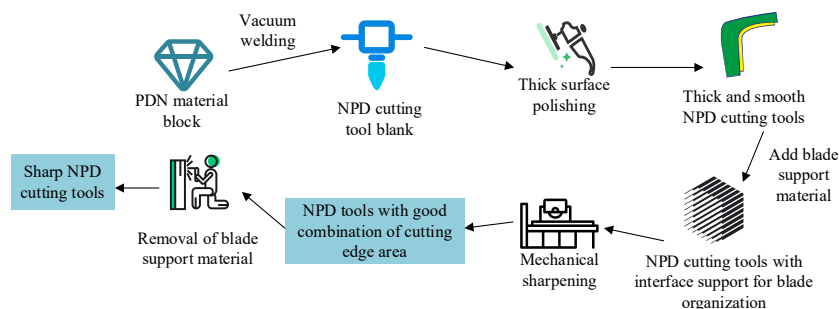 Vacuum
welding
PDN material
block
NPD cutting
tool blank
Thick surface
polishing
Thick and smooth
NPD cutting tools
Add blade
support
material
NPD cutting tools with
interface support for blade
organization
Mechanical
sharpening
NPD tools with good
combination of cutting
edge area
Removal of blade
support material
Sharp NPD
cutting tools